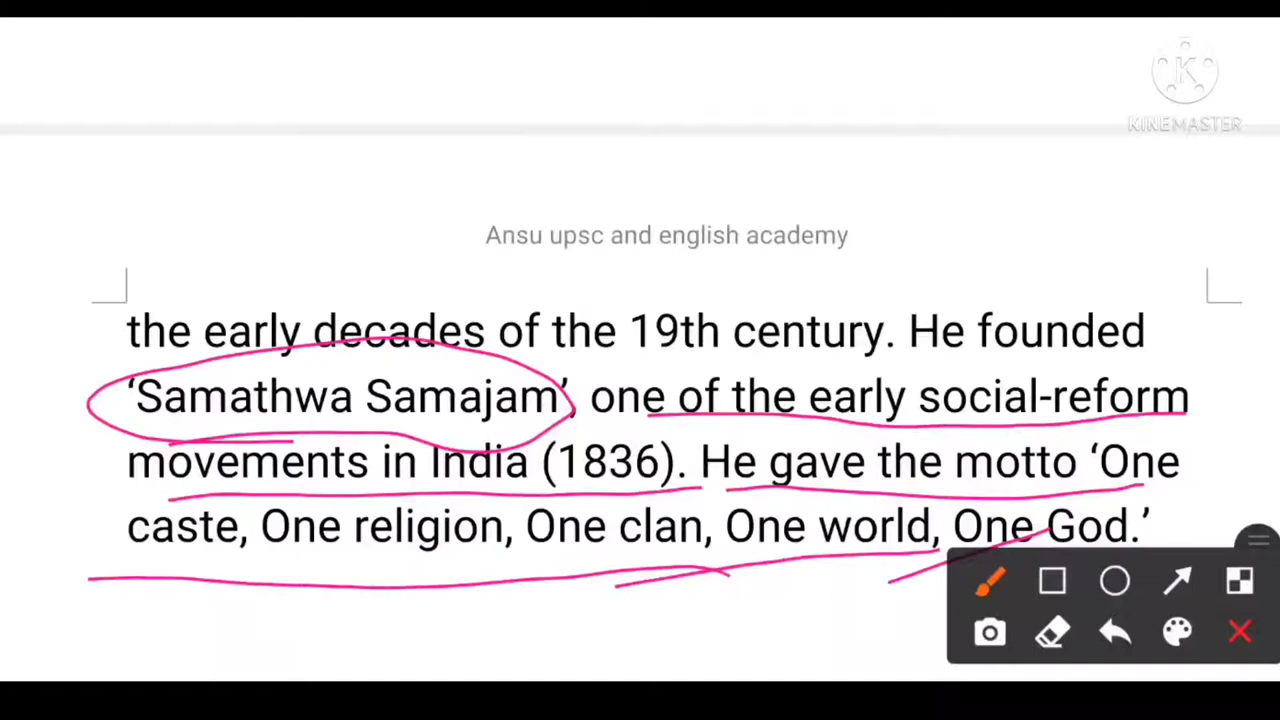 KINEMASTER
Ansu upsc and english academy
the early decades of the 19th century. He founded
‘Samathwa Samajam’, one of the early social-reform
movements in India (1836). He gave the motto ‘One
caste, One religion, One clan, One world, One God.’